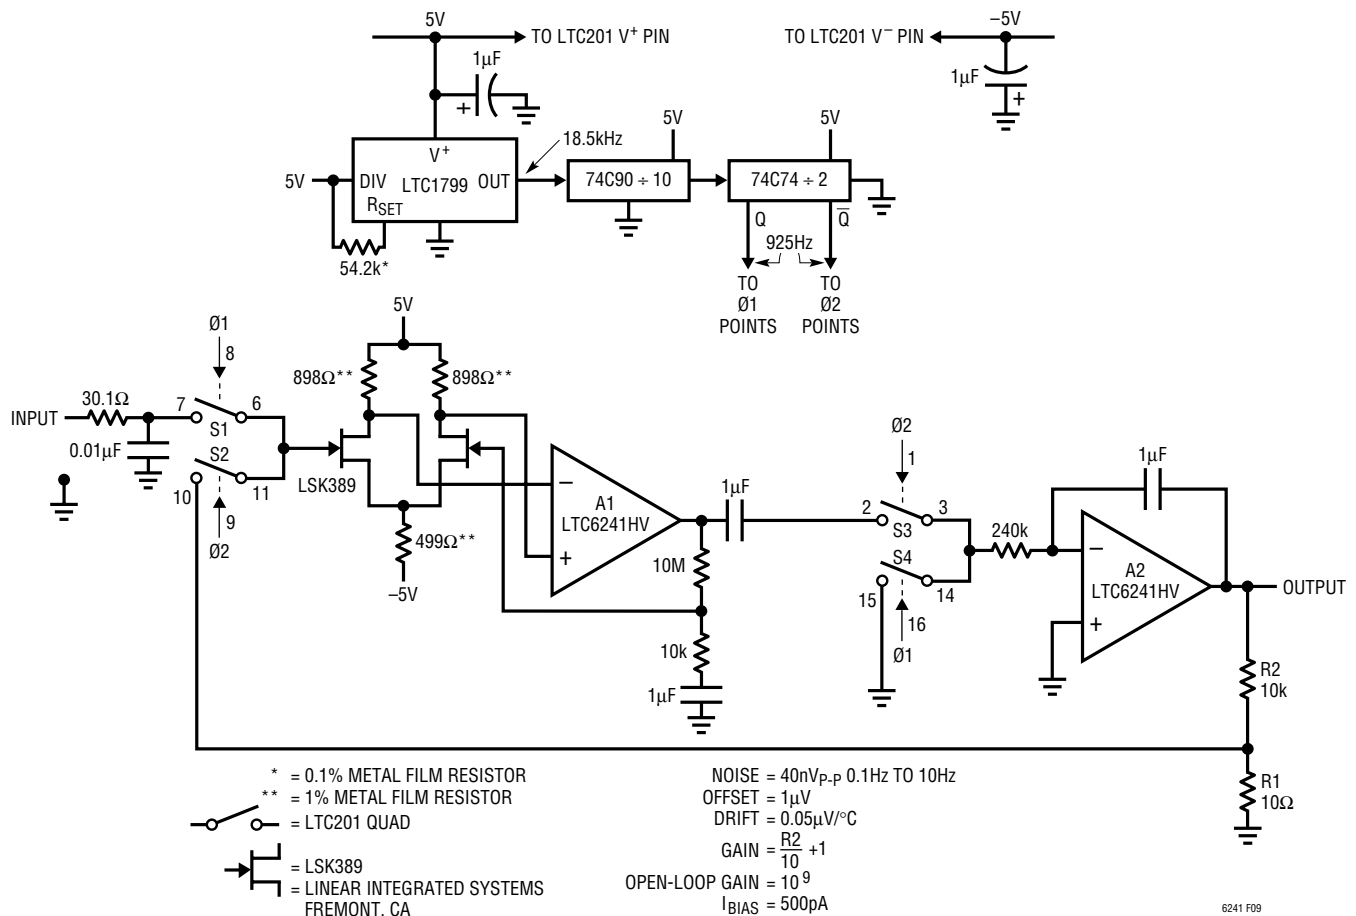 5V
TO LTC201 V+ PIN
1µF
+
TO LTC201 V– PIN
–5V
1µF
+
V+
5V
DIV
LTC1799
OUT
RSET
54.2k*
18.5kHz
5V
74C90 ÷ 10
5V
74C74 ÷ 2
Q
Q̅
925Hz
TO
Ø1
POINTS
TO
Ø2
POINTS
INPUT
30.1Ω
0.01µF
Ø1
8
7
6
S1
S2
10
11
9
Ø2
5V
898Ω**
898Ω**
LSK389
499Ω**
–5V
–
A1
LTC6241HV
+
1µF
10M
10k
1µF
Ø2
1
2
3
S3
S4
15
14
16
Ø1
240k
1µF
–
A2
LTC6241HV
+
OUTPUT
R2
10k
R1
10Ω
* = 0.1% METAL FILM RESISTOR
** = 1% METAL FILM RESISTOR
= LTC201 QUAD
= LSK389
= LINEAR INTEGRATED SYSTEMS
FREMONT, CA
NOISE = 40nVP-P 0.1Hz TO 10Hz
OFFSET = 1µV
DRIFT = 0.05µV/°C
GAIN = R2/10 +1
OPEN-LOOP GAIN = 10⁹
IBIAS = 500pA
6241 F09